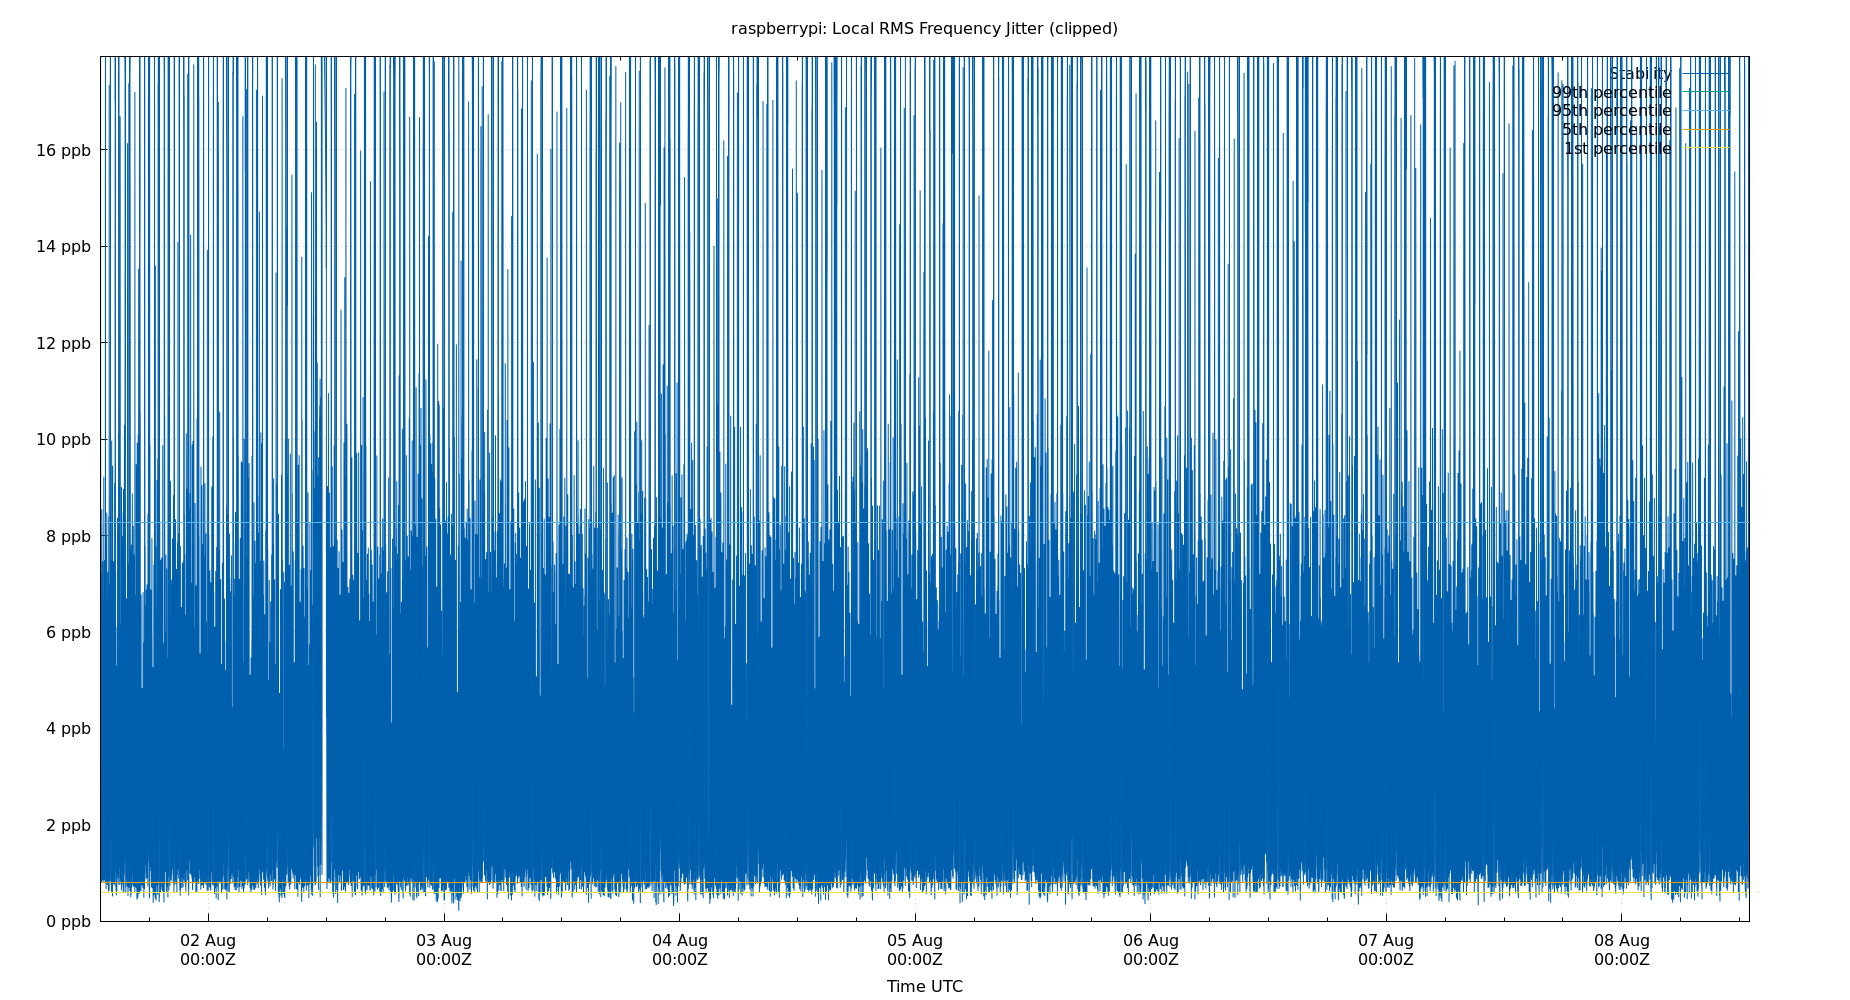 raspberrypi: Local RMS Frequency Jitter (clipped)
Stability
99th percentile
95th percentile
5th percentile
1st percentile
16 ppb
14 ppb
12 ppb
10 ppb
8 ppb
6 ppb
4 ppb
2 ppb
0 ppb
02 Aug 03 Aug 04 Aug 05 Aug 06 Aug 07 Aug 08 Aug
00:00Z 00:00Z 00:00Z 00:00Z 00:00Z 00:00Z 00:00Z
Time UTC